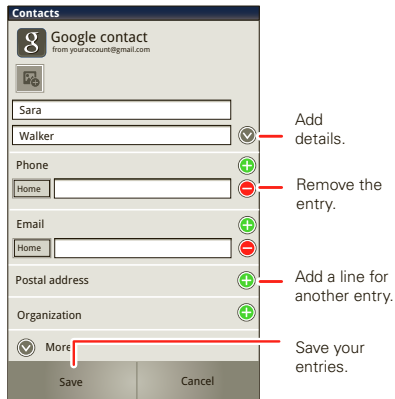 Contacts
g
Google contact
from youraccount@gmail.com
Sara
Walker
Add
details.
Phone
Home
Remove the
entry.
Email
Home
Postal address
Add a line for
another entry.
Organization
More
Save your
entries.
Save
Cancel